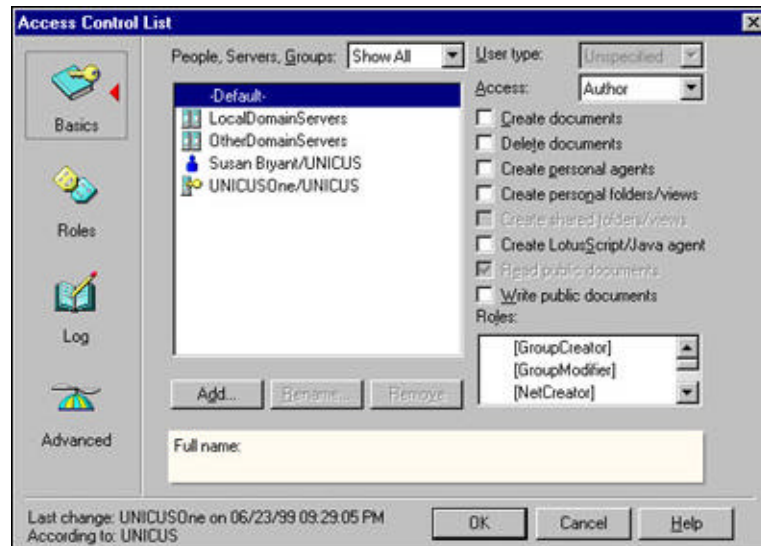 Access Control List
Basics
Roles
Log
Advanced
People, Servers, Groups: Show All
-Default-
LocalDomainServers
OtherDomainServers
Susan Bryant/UNICUS
UNICUSOne/UNICUS
Add...
Rename...
Remove
User type: Unspecified
Access: Author
Create documents
Delete documents
Create personal agents
Create personal folders/views
Create shared folders/views
Create LotusScript/Java agent
Read public documents
Write public documents
Roles:
[GroupCreator]
[GroupModifier]
[NetCreator]
Full name:
Last change: UNICUSOne on 06/23/99 09:29:05 PM
According to: UNICUS
OK
Cancel
Help